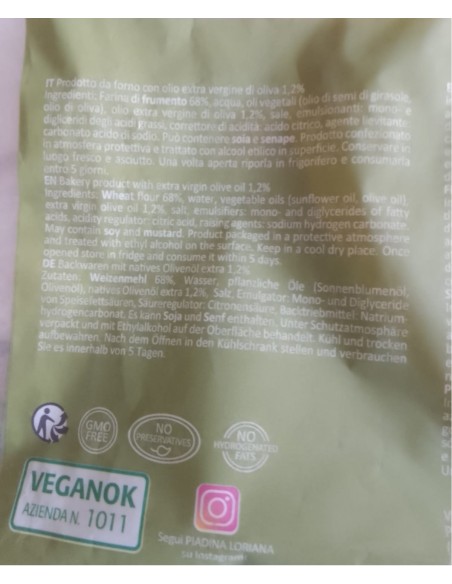 IT Prodotto da forno con olio extra vergine di oliva 1,2%
Ingredienti: Farina di frumento 68%, acqua, oli vegetali (olio di semi di girasole,
olio di oliva), olio extra vergine di oliva 1,2%, sale, emulsionanti: mono- e
digliceridi degli acidi grassi, correttore di acidità: acido citrico, agente lievitante:
carbonato acido di sodio. Può contenere soia e senape. Prodotto confezionato
in atmosfera protettiva e trattato con alcool etilico in superficie. Conservare in
luogo fresco e asciutto. Una volta aperta riporla in frigorifero e consumarla
entro 5 giorni.
EN Bakery product with extra virgin olive oil 1,2%
Ingredients: Wheat flour 68%, water, vegetable oils (sunflower oil, olive oil),
extra virgin olive oil 1,2%, salt, emulsifiers: mono- and diglycerides of fatty
acids, acidity regulator: citric acid, raising agents: sodium hydrogen carbonate.
May contain soy and mustard. Product packaged in a protective atmosphere
and treated with ethyl alcohol on the surface. Keep in a cool dry place. Once
opened store in fridge and consume it within 5 days.
DE Backwaren mit natives Olivenöl extra 1,2%
Zutaten: Weizenmehl 68%, Wasser, pflanzliche Öle (Sonnenblumenöl,
Olivenöl), natives Olivenöl extra 1,2%, Salz, Emulgator: Mono- und Diglyceride
von Speisefettsäuren, Säureregulator: Citronensäure, Backtriebmittel: Natrium-
hydrogencarbonat. Es kann Soja und Senf enthalten. Unter Schutzatmosphäre
verpackt und mit Ethylalkohol auf der Oberfläche behandelt. Kühl und trocken
aufbewahren. Nach dem Öffnen in den Kühlschrank stellen und verbrauchen
Sie es innerhalb von 5 Tagen.
GMO
FREE
NO
PRESERVATIVES
NO
HYDROGENATED
FATS
VEGANOK
AZIENDA N. 1011
Segui PIADINA LORIANA
su Instagram